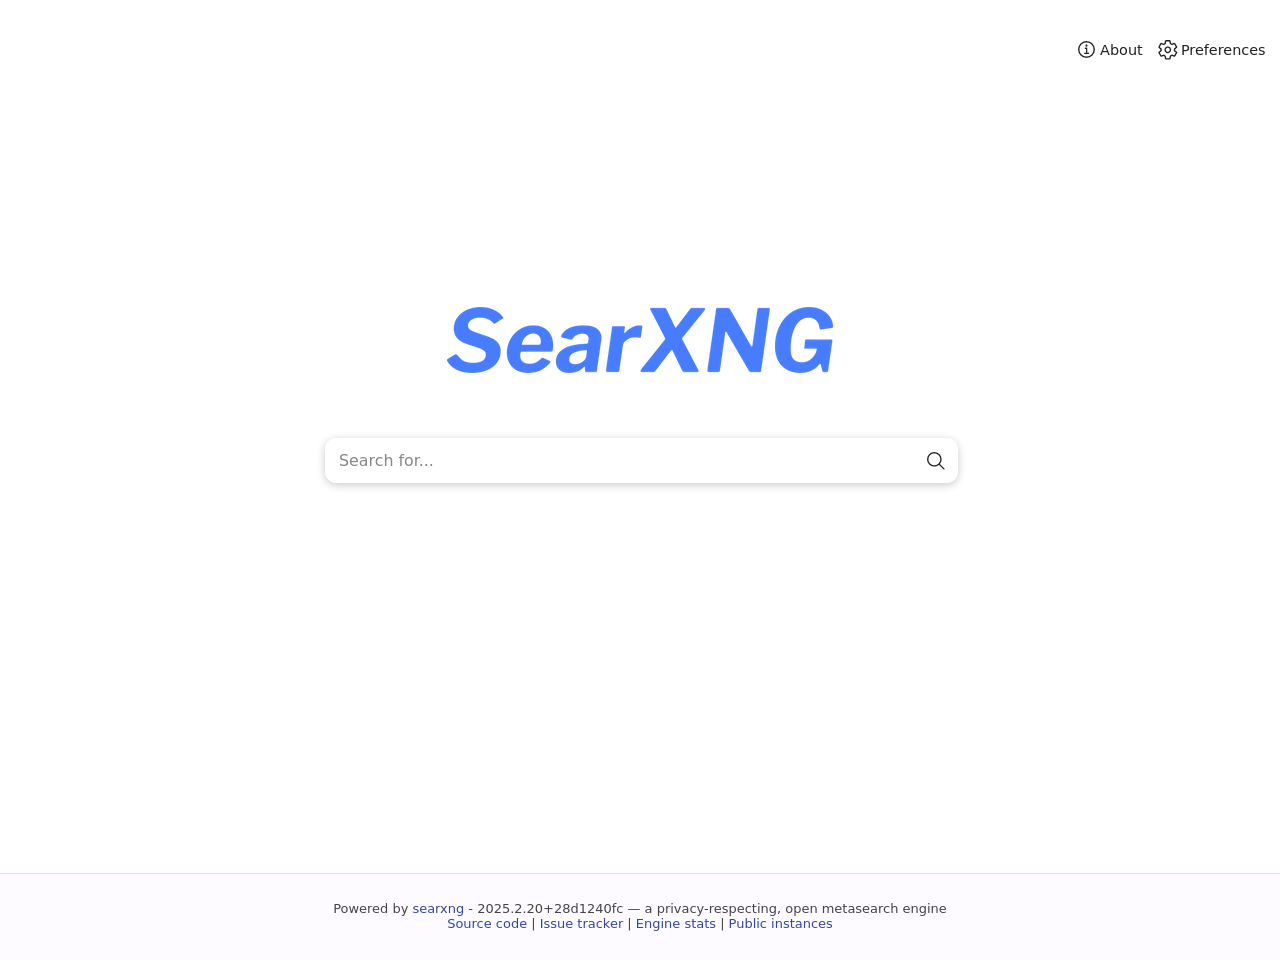 About
Preferences
SearXNG
Search for...
Powered by searxng - 2025.2.20+28d1240fc — a privacy-respecting, open metasearch engine
Source code | Issue tracker | Engine stats | Public instances